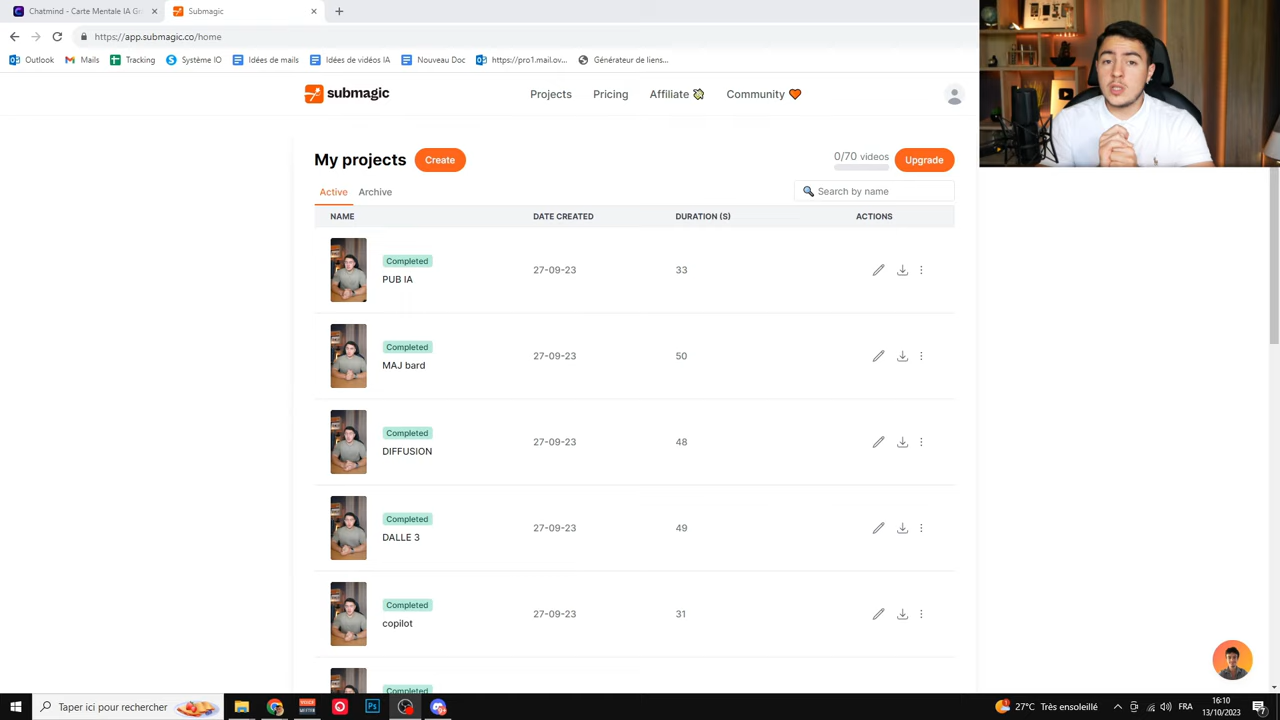 Chatmind - Carte Mentale IA Gr
Submagic
https://app.submagic.co/home
Outlook
Mails
Tracking
Système IO
Idées de mails
Idées de vidéos IA
Nouveau Doc
https://pro1.mail.ov...
Générateur de liens...
submagic
Projects
Pricing
Affiliate
Community
My projects
Create
0/70 videos
Upgrade
Active
Archive
Search by name
NAME
DATE CREATED
DURATION (S)
ACTIONS
Completed
PUB IA
27-09-23
33
Completed
MAJ bard
27-09-23
50
Completed
DIFFUSION
27-09-23
48
Completed
DALLE 3
27-09-23
49
Completed
copilot
27-09-23
31
Completed
Taper ici pour rechercher
Ps
27°C Très ensoleillé
FRA
16:10
13/10/2023